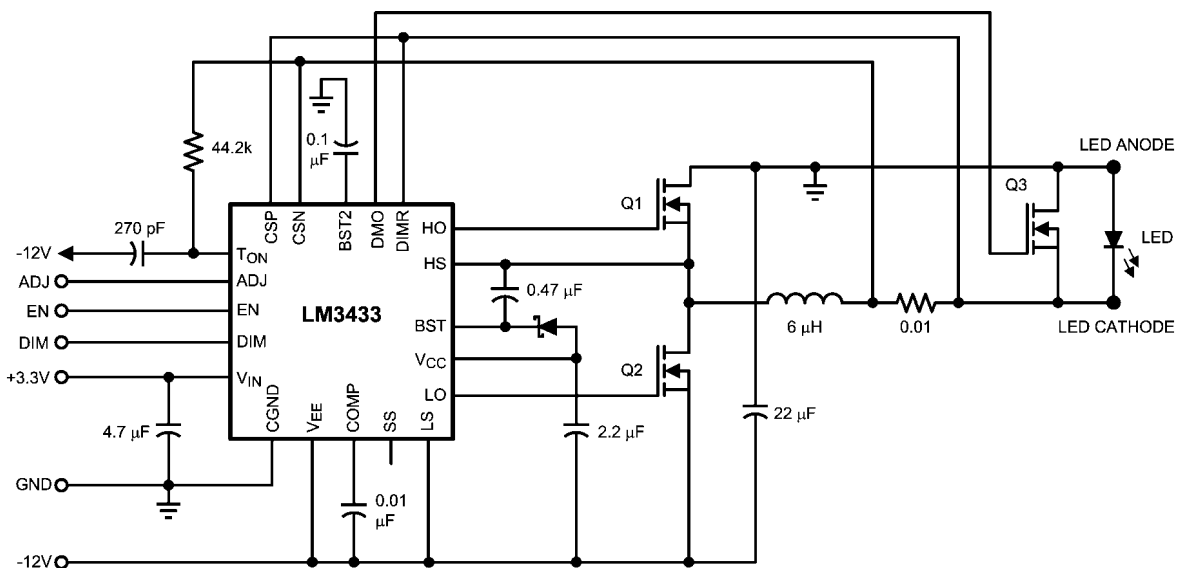 44.2k
0.1
μF
LED ANODE
Q3
Q1
CSP
CSN
BST2
DMO
DIMR
270 pF
-12V
TON
HO
LED
ADJ
ADJ
HS
EN
EN
0.47 μF
LM3433
BST
6 μH
0.01
LED CATHODE
DIM
DIM
VCC
Q2
+3.3V
VIN
LO
CGND
VEE
COMP
SS
LS
22 μF
4.7 μF
2.2 μF
GND
0.01
μF
-12V